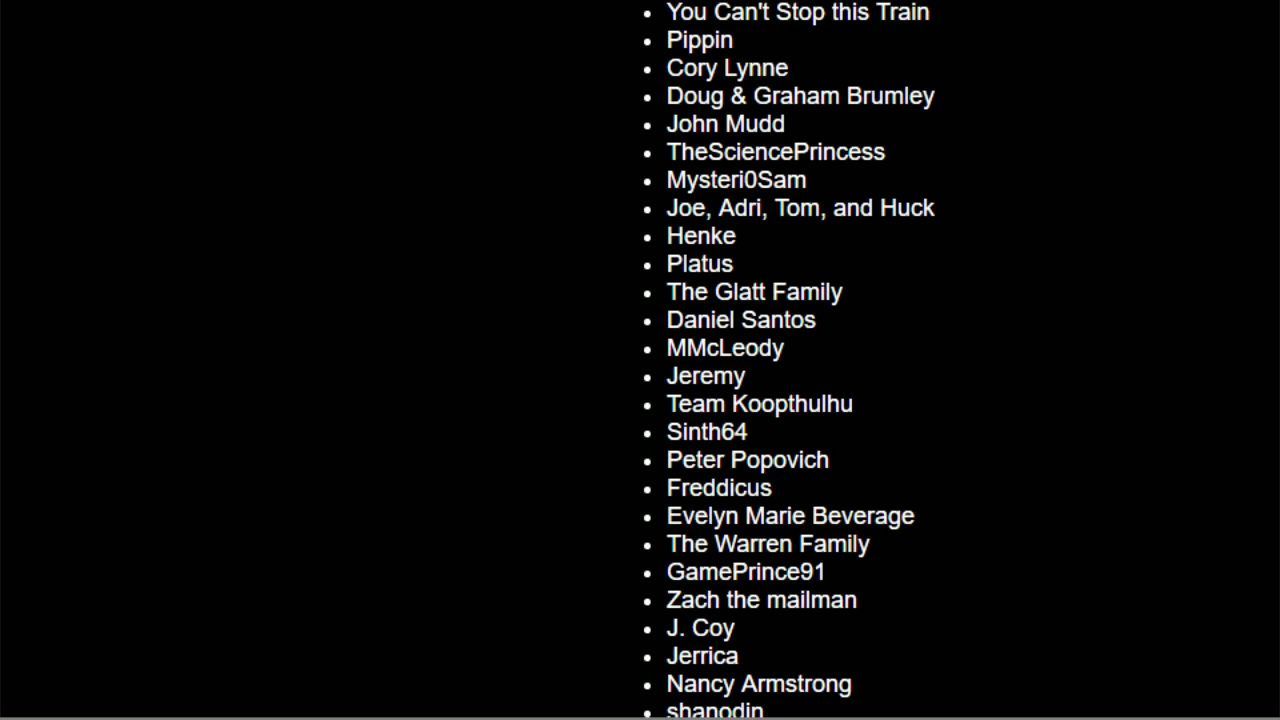 • You Can't Stop this Train
• Pippin
• Cory Lynne
• Doug & Graham Brumley
• John Mudd
• TheSciencePrincess
• Mysteri0Sam
• Joe, Adri, Tom, and Huck
• Henke
• Platus
• The Glatt Family
• Daniel Santos
• MMcLeody
• Jeremy
• Team Koopthulhu
• Sinth64
• Peter Popovich
• Freddicus
• Evelyn Marie Beverage
• The Warren Family
• GamePrince91
• Zach the mailman
• J. Coy
• Jerrica
• Nancy Armstrong
• shanodin